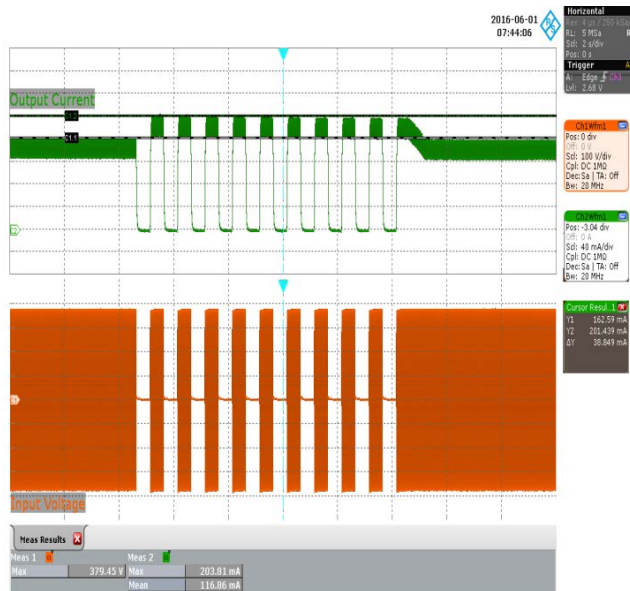 2016-06-01
07:44:06
Horizontal
RL: 5 MSa
Scl: 2 s/div
Pos: 0 s
Trigger
A: Edge Ch1
Lvl: 2.68 V
Output Current
Ch1Wfm1
Pos: 0 div
Off: 0 V
Scl: 100 V/div
Cpl: DC 1MΩ
Dec: Sa | TA: Off
Bw: 20 MHz
Ch2Wfm1
Pos: -3.04 div
Off: 0 A
Scl: 40 mA/div
Cpl: DC 1MΩ
Dec: Sa | TA: Off
Bw: 20 MHz
Cursor Resul..1
Y1 162.59 mA
Y2 201.439 mA
ΔY 38.849 mA
Input Voltage
Meas Results
Meas 1 Meas 2
Max 379.45 V Max 203.81 mA
Mean 116.86 mA